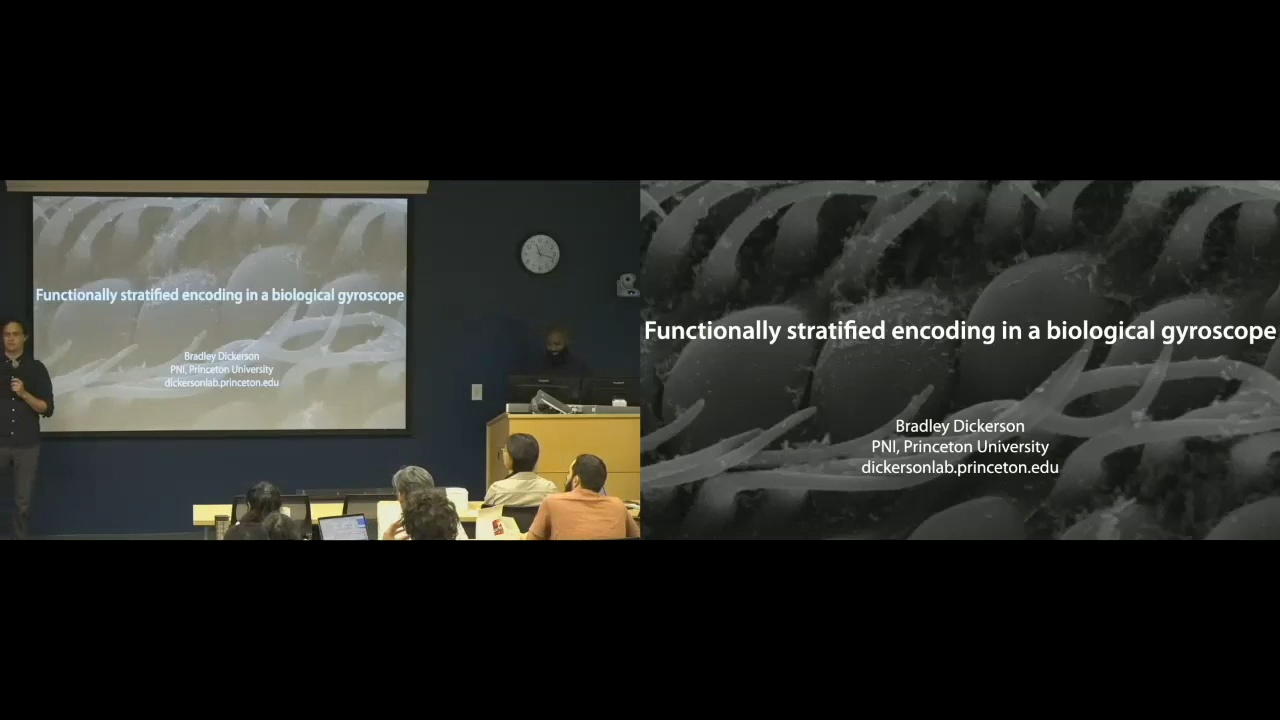 Functionally stratified encoding in a biological gyroscope
Bradley Dickerson
PNI, Princeton University
dickersonlab.princeton.edu
Functionally stratified encoding in a biological gyroscope
Bradley Dickerson
PNI, Princeton University
dickersonlab.princeton.edu